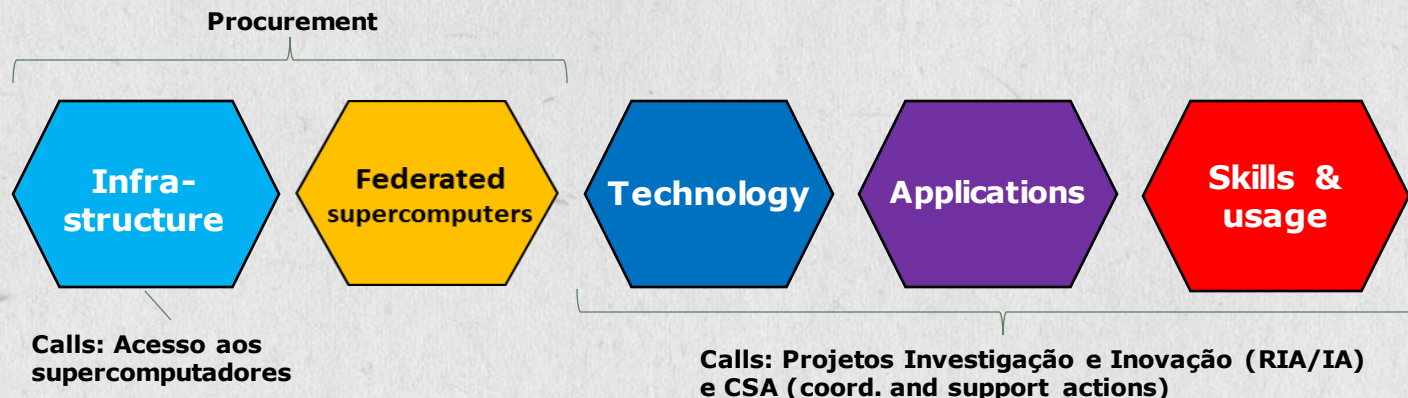 Procurement
Infra-
structure
Federated
supercomputers
Technology
Applications
Skills & 
usage
Calls: Acesso aos
supercomputadores
Calls: Projetos Investigação e Inovação (RIA/IA)
e CSA (coord. and support actions)